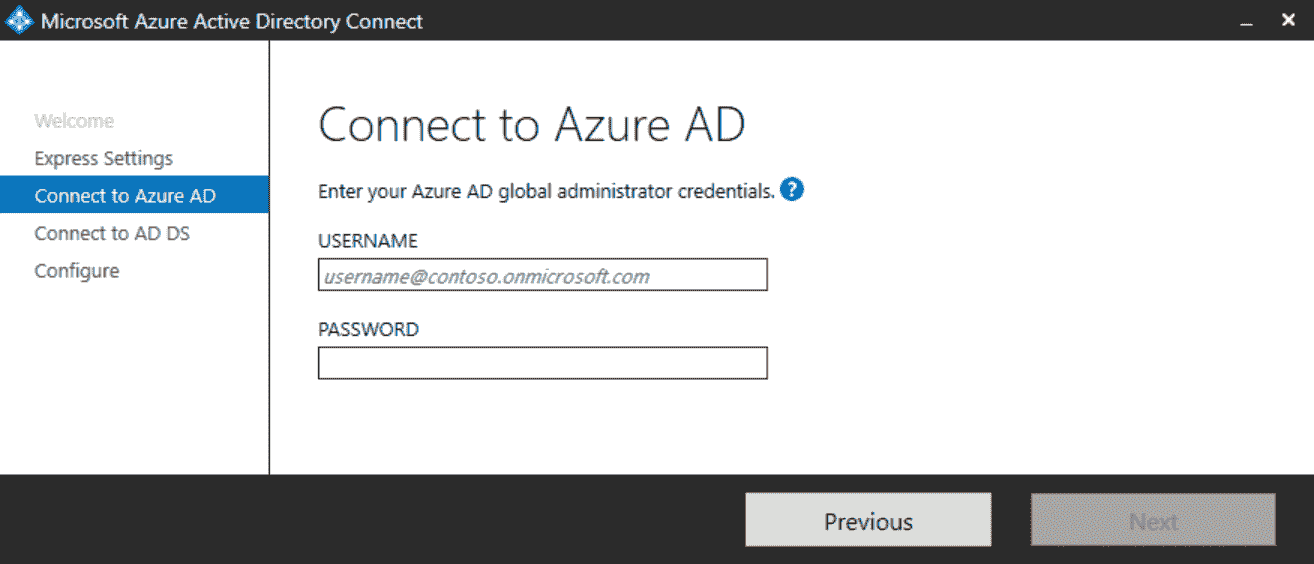 Microsoft Azure Active Directory Connect
Welcome
Express Settings
Connect to Azure AD
Connect to AD DS
Configure
Connect to Azure AD
Enter your Azure AD global administrator credentials. ?
USERNAME
username@contoso.onmicrosoft.com
PASSWORD
Previous
Next